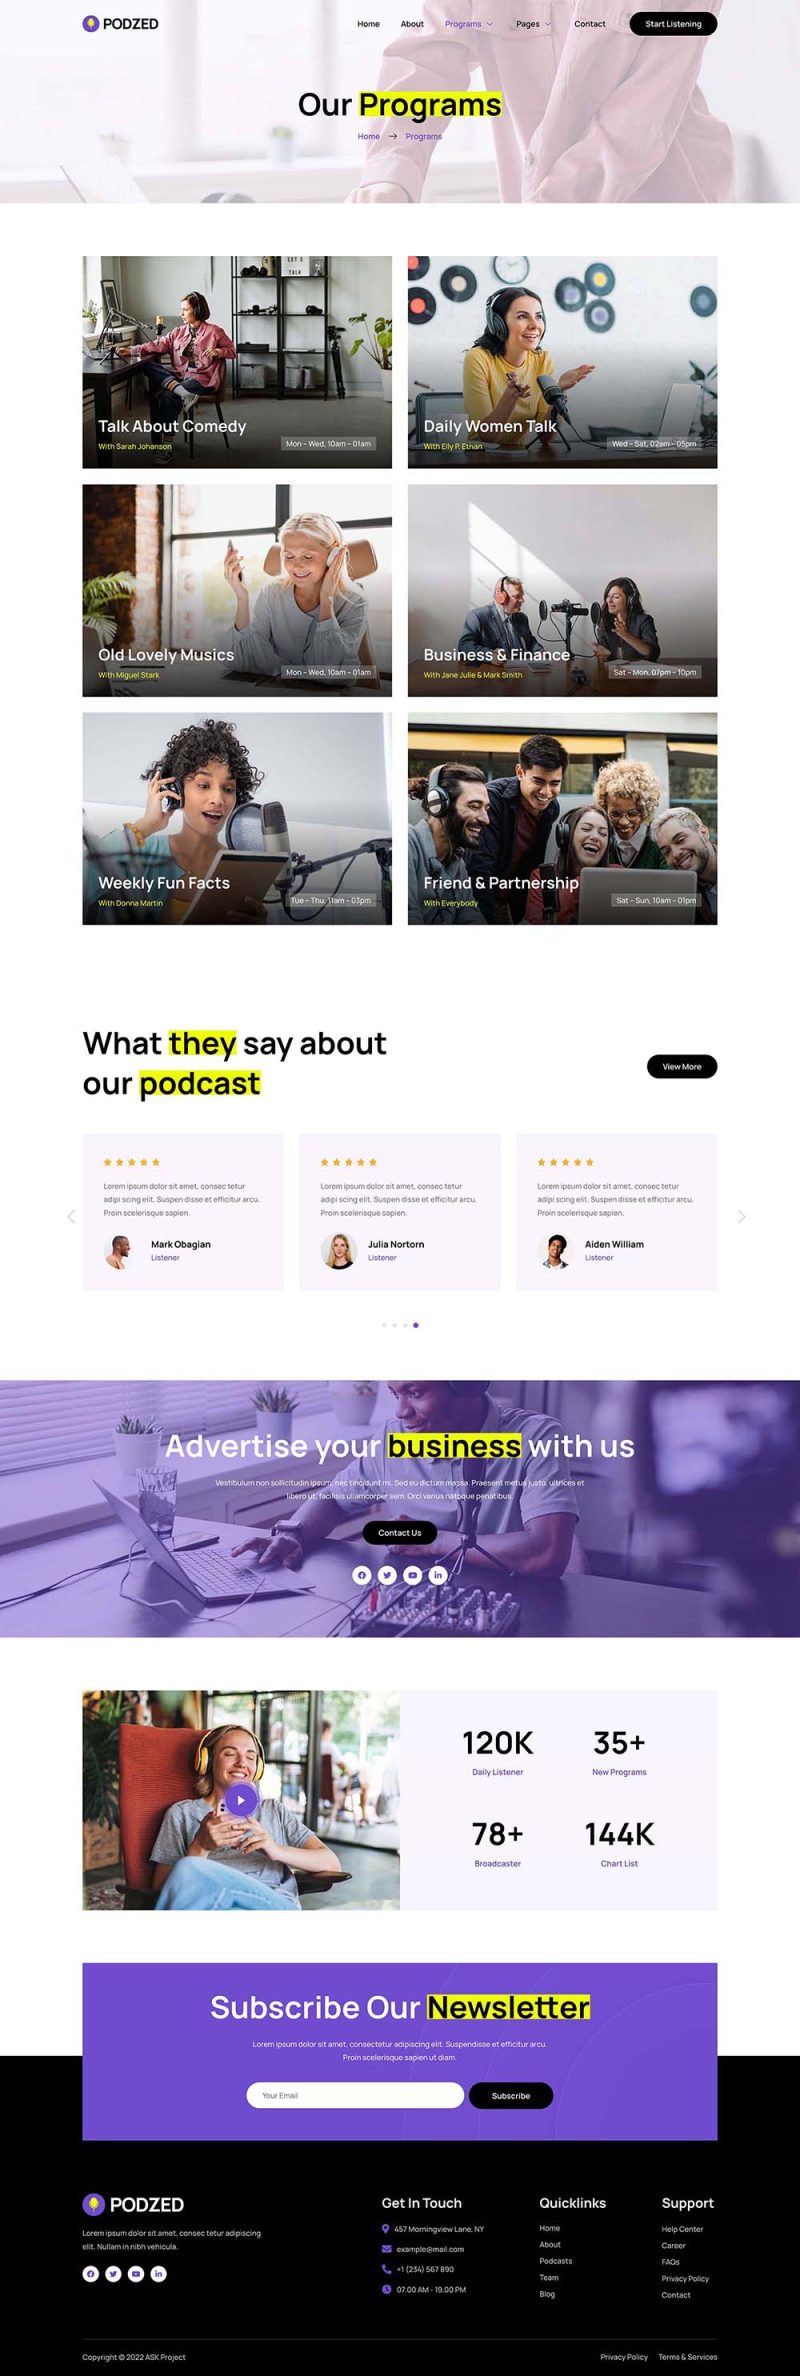 PODZED
Home About Programs Pages Contact Start Listening
Our Programs
Home → Programs
LET'S
TALK
Talk About Comedy
With Sarah Johanson
Mon – Wed, 10am – 01am
Daily Women Talk
With Elly P. Ethan
Wed – Sat, 02am – 05pm
Old Lovely Musics
With Miguel Stark
Mon – Wed, 10am – 01am
Business & Finance
With Jane Julie & Mark Smith
Sat – Mon, 07pm – 10pm
Weekly Fun Facts
With Donna Martin
Tue – Thu, 11am – 03pm
Friend & Partnership
With Everybody
Sat – Sun, 10am – 01pm
What they say about
our podcast
View More
Lorem ipsum dolor sit amet, consec tetur
adipi scing elit. Suspen disse et efficitur arcu.
Proin scelerisque sapien.
Mark Obagian
Listener
Lorem ipsum dolor sit amet, consec tetur
adipi scing elit. Suspen disse et efficitur arcu.
Proin scelerisque sapien.
Julia Nortorn
Listener
Lorem ipsum dolor sit amet, consec tetur
adipi scing elit. Suspen disse et efficitur arcu.
Proin scelerisque sapien.
Aiden William
Listener
Advertise your business with us
Vestibulum non sollicitudin ipsum, nec tincidunt mi. Sed eu dictum massa. Praesent metus justo, ultrices et
libero ut, facilisis ullamcorper sem. Orci varius natoque penatibus.
Contact Us
120K
Daily Listener
35+
New Programs
78+
Broadcaster
144K
Chart List
Subscribe Our Newsletter
Lorem ipsum dolor sit amet, consectetur adipiscing elit. Suspendisse et efficitur arcu.
Proin scelerisque sapien ut diam.
Your Email
Subscribe
PODZED
Lorem ipsum dolor sit amet, consec tetur adipiscing
elit. Nullam in nibh vehicula.
Get In Touch
457 Morningview Lane, NY
example@mail.com
+1 (234) 567 890
07.00 AM - 19.00 PM
Quicklinks
Home
About
Podcasts
Team
Blog
Support
Help Center
Career
FAQs
Privacy Policy
Contact
Copyright © 2022 ASK Project
Privacy Policy Terms & Services